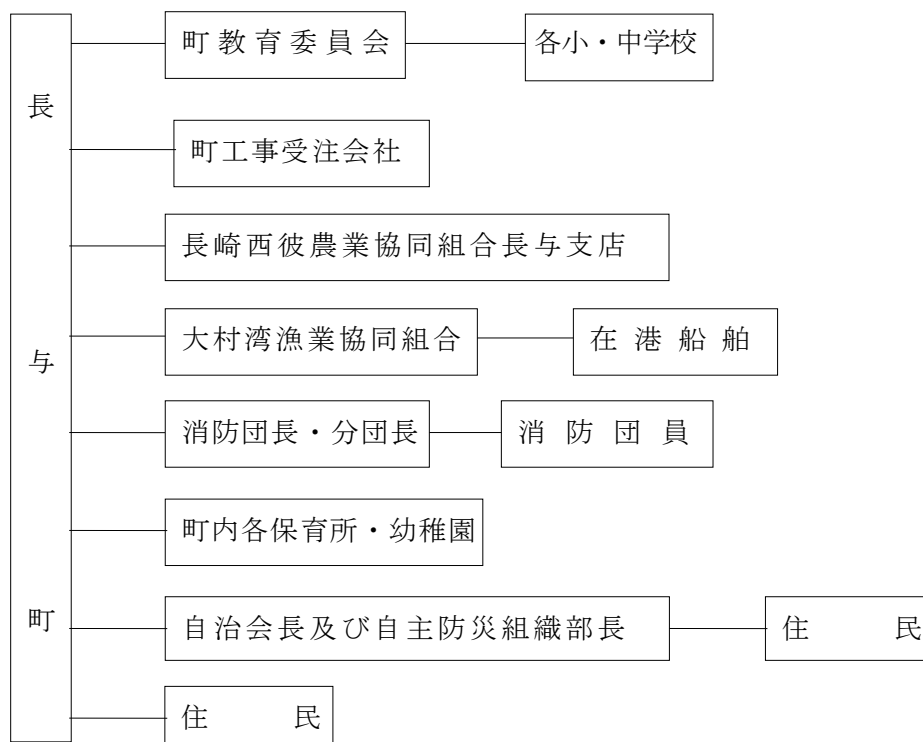 長与町
町教育委員会
各小・中学校
町工事受注会社
長崎西彼農業協同組合長与支店
大村湾漁業協同組合
在港船舶
消防団長・分団長
消防団員
町内各保育所・幼稚園
自治会長及び自主防災組織部長
住民
住民